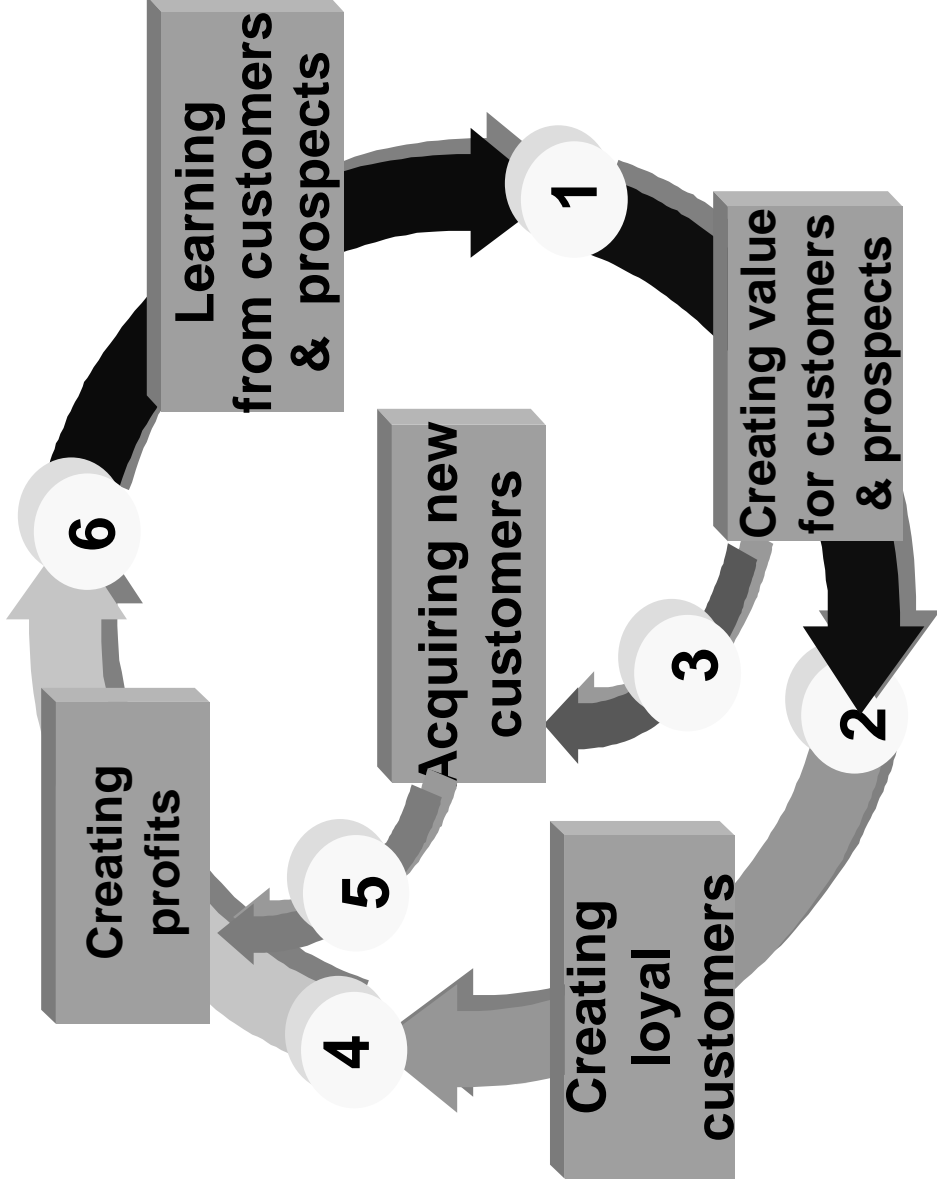 Learning
from customers
& prospects
1
Creating value
for customers
& prospects
2
3
Acquiring new
customers
Creating
loyal
customers
4
5
Creating
profits
6